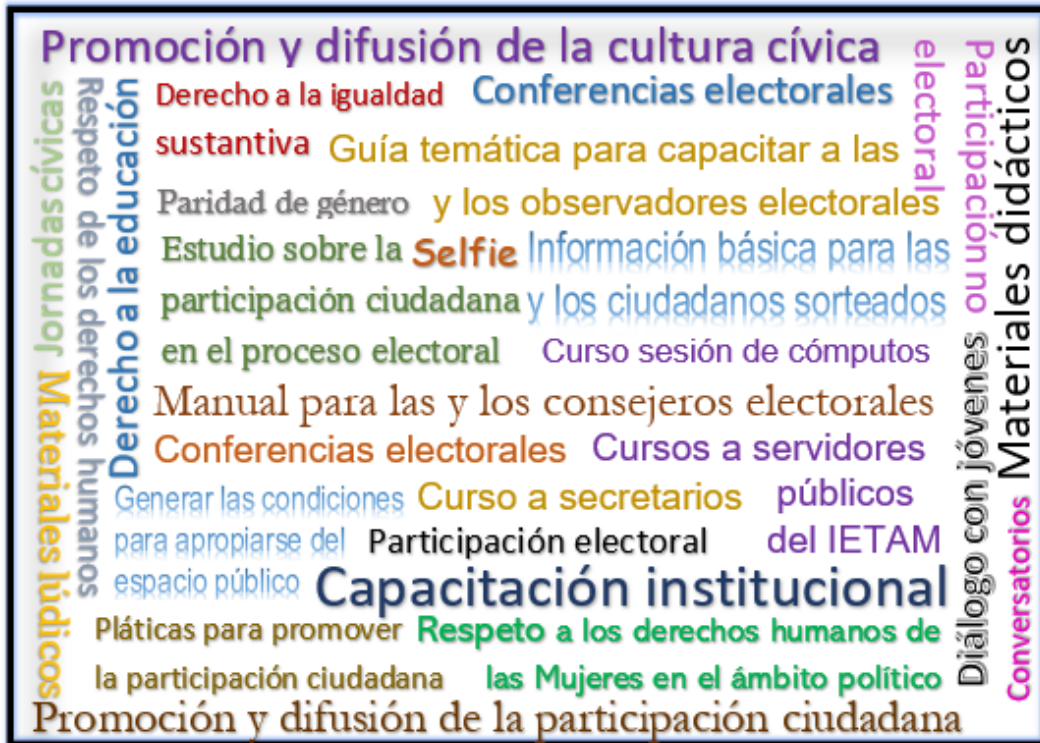 Promoción y difusión de la cultura cívica
Jornadas cívicas
Materiales lúdicos
Respeto de los derechos humanos
Derecho a la educación
Derecho a la igualdad
sustantiva
Conferencias electorales
Guía temática para capacitar a las
y los observadores electorales
Paridad de género
Estudio sobre la
participación ciudadana
en el proceso electoral
Selfie
Información básica para las
y los ciudadanos sorteados
Curso sesión de cómputos
Manual para las y los consejeros electorales
Conferencias electorales
Cursos a servidores
públicos
del IETAM
Generar las condiciones
para apropiarse del
espacio público
Curso a secretarios
Participación electoral
Capacitación institucional
Pláticas para promover
la participación ciudadana
Respeto a los derechos humanos de
las Mujeres en el ámbito político
Participación no
electoral
Diálogo con jóvenes
Materiales didácticos
Conversatorios
Promoción y difusión de la participación ciudadana